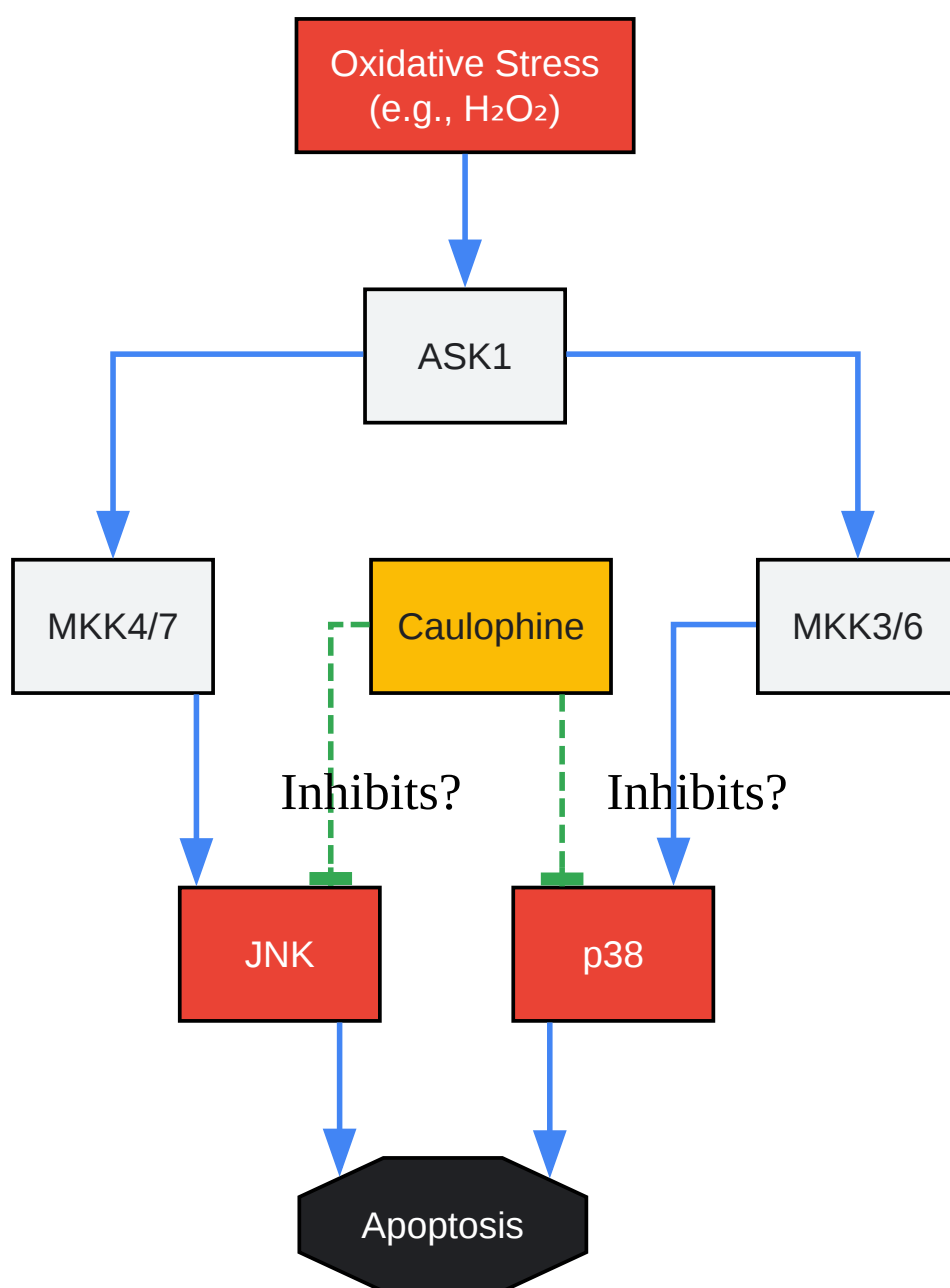 Oxidative Stress
(e.g., H₂O₂)
ASK1
MKK4/7
Caulophine
MKK3/6
Inhibits?
Inhibits?
JNK
p38
Apoptosis